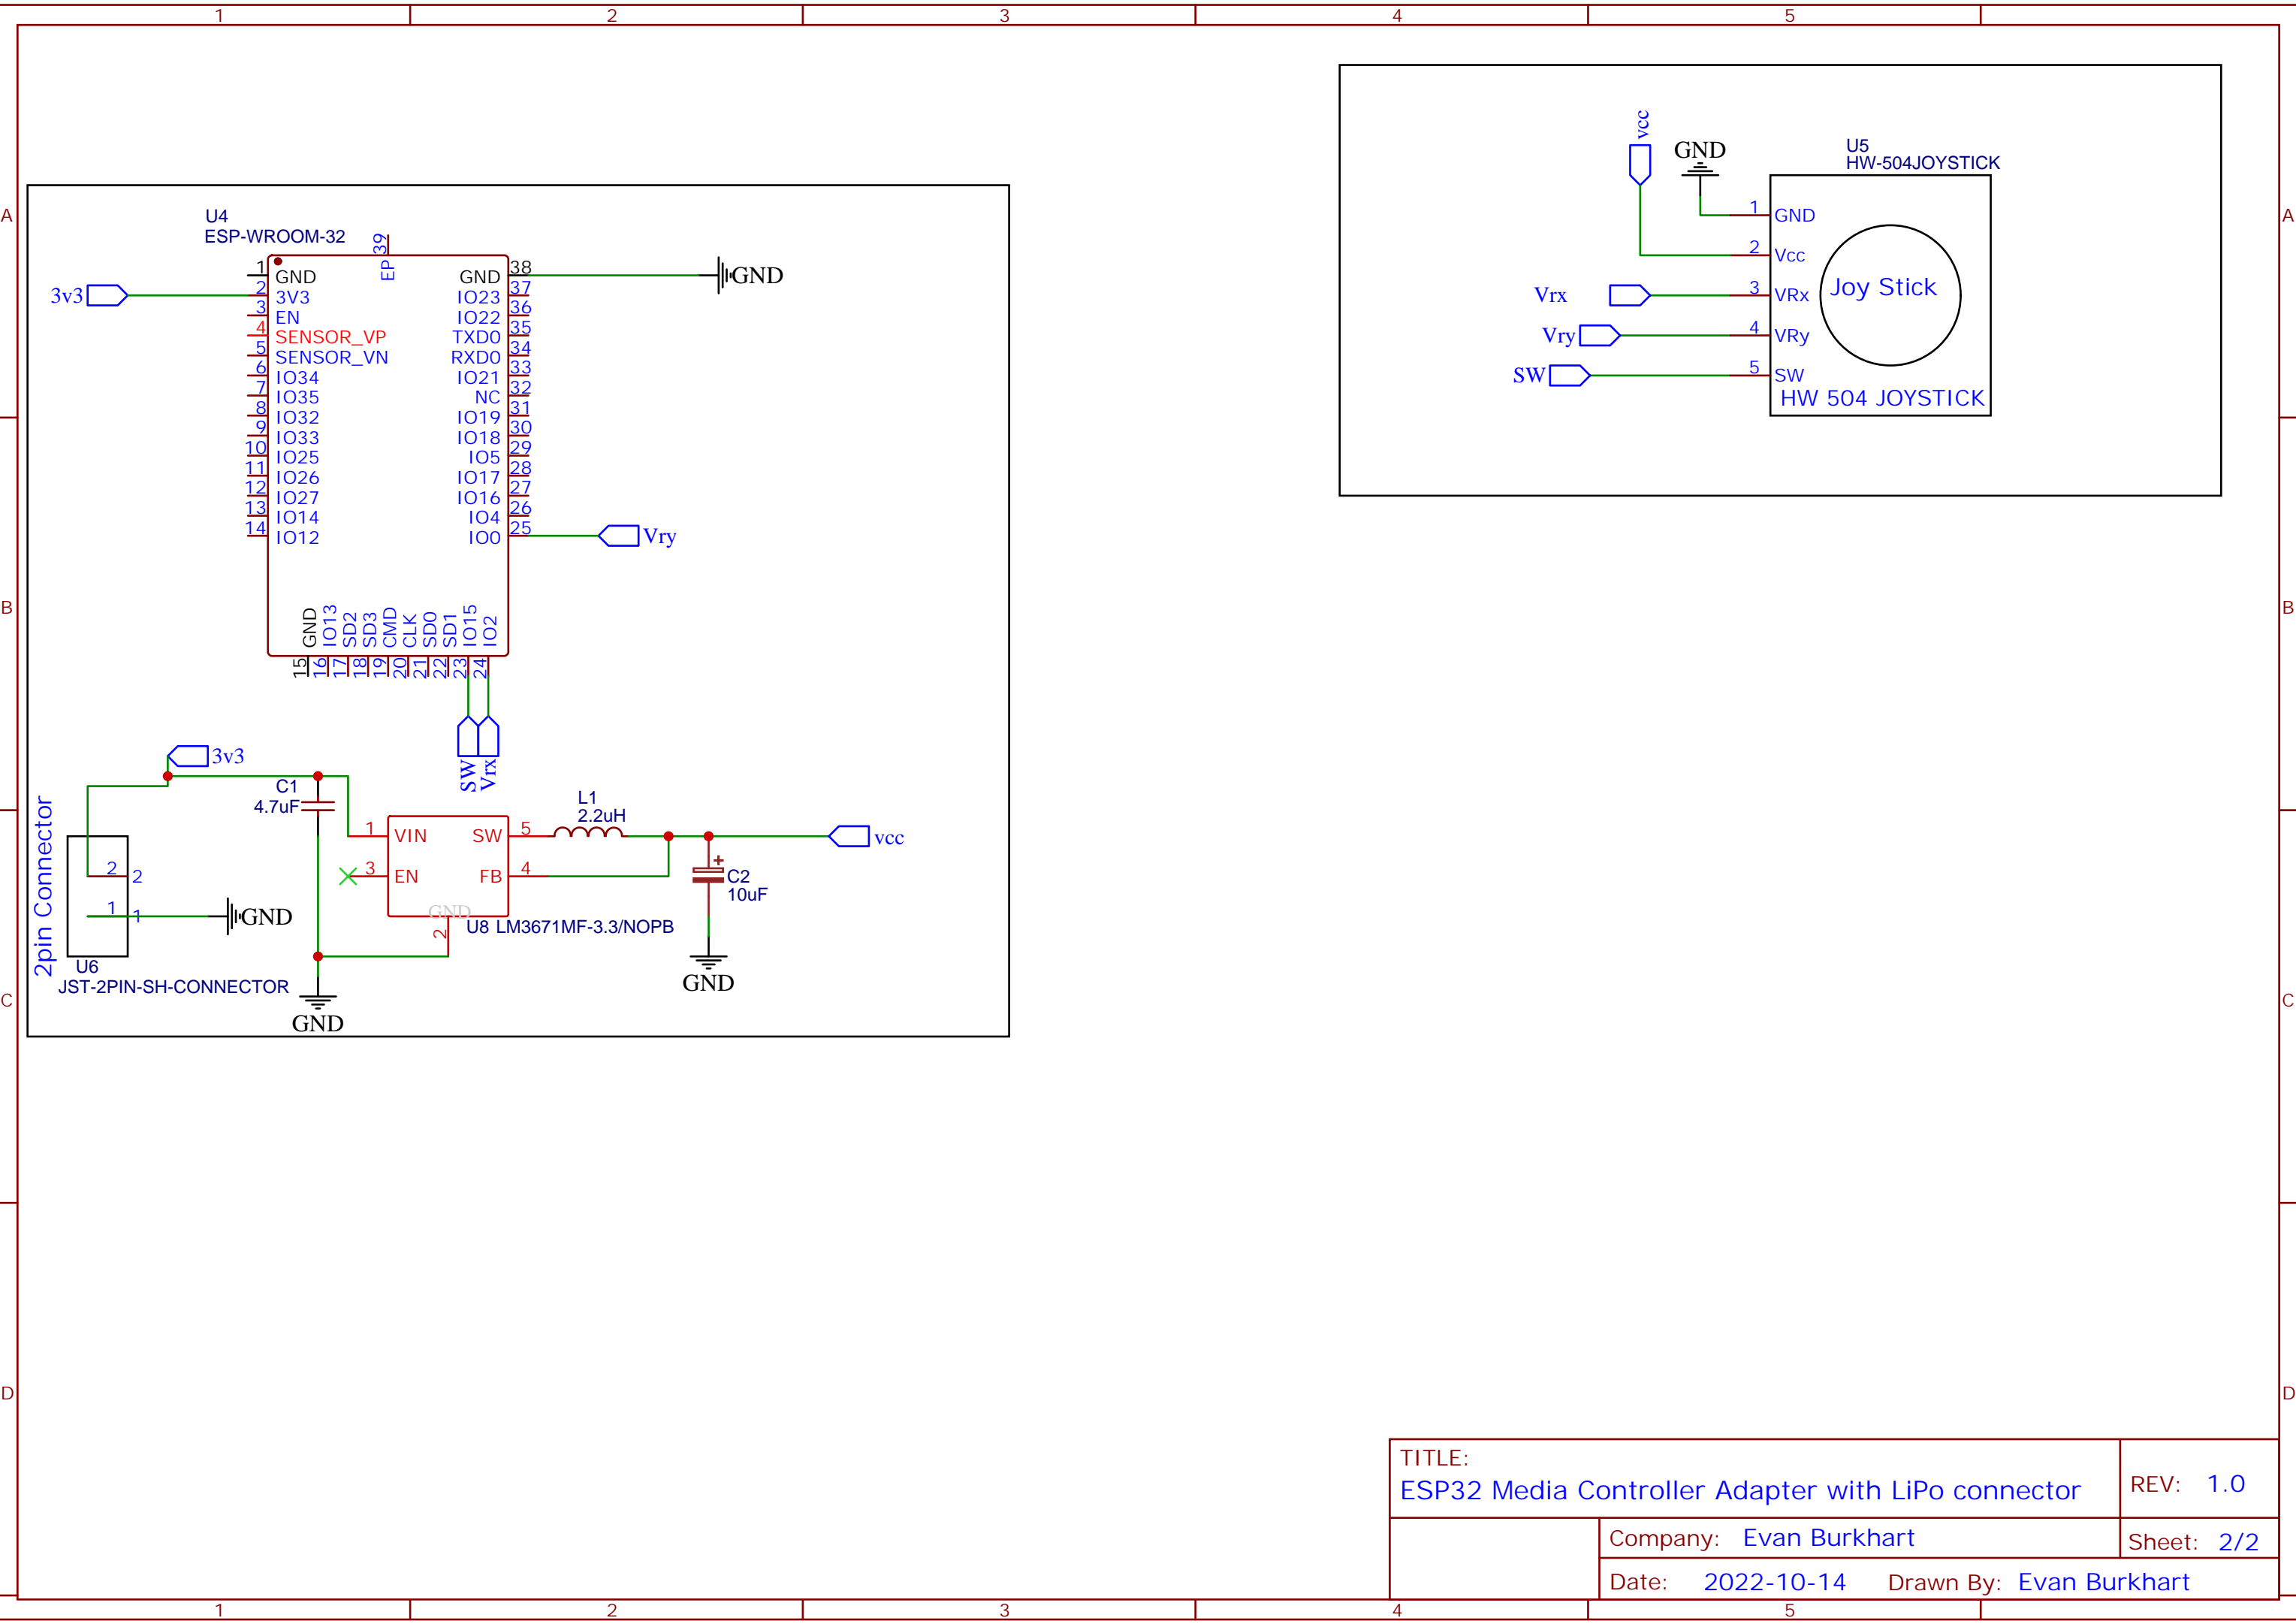 1 2 3 4 5
A
B
C
D
A
B
C
D
U4
ESP-WROOM-32
EP 39
3v3
1 GND
2 3V3
3 EN
4 SENSOR_VP
5 SENSOR_VN
6 IO34
7 IO35
8 IO32
9 IO33
10 IO25
11 IO26
12 IO27
13 IO14
14 IO12
GND 38
IO23 37
IO22 36
TXD0 35
RXD0 34
IO21 33
NC 32
IO19 31
IO18 30
IO5 29
IO17 28
IO16 27
IO4 26
IO0 25
GND
Vry
GND 15
IO13 16
SD2 17
SD3 18
CMD 19
CLK 20
SD0 21
SD1 22
IO15 23
IO2 24
SW
Vrx
3v3
C1
4.7uF
2pin Connector
2 2
1 1
GND
U6
JST-2PIN-SH-CONNECTOR
GND
1 VIN
3 EN
SW 5
FB 4
GND
2
U8 LM3671MF-3.3/NOPB
L1
2.2uH
vcc
+
C2
10uF
GND
vcc
GND
U5
HW-504JOYSTICK
1 GND
2 Vcc
Vrx 3 VRx
Vry 4 VRy
SW 5 SW
Joy Stick
HW 504 JOYSTICK
TITLE:
ESP32 Media Controller Adapter with LiPo connector
REV: 1.0
Company: Evan Burkhart
Sheet: 2/2
Date: 2022-10-14 Drawn By: Evan Burkhart
1 2 3 4 5